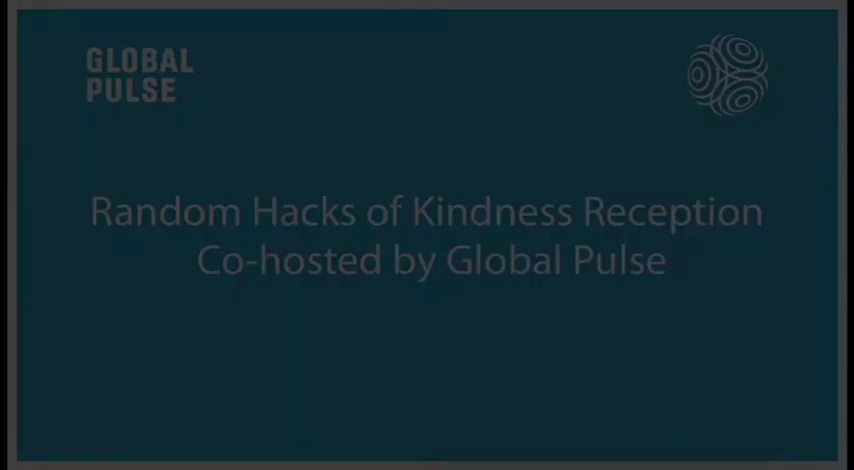 GLOBAL
PULSE
Random Hacks of Kindness Reception
Co-hosted by Global Pulse